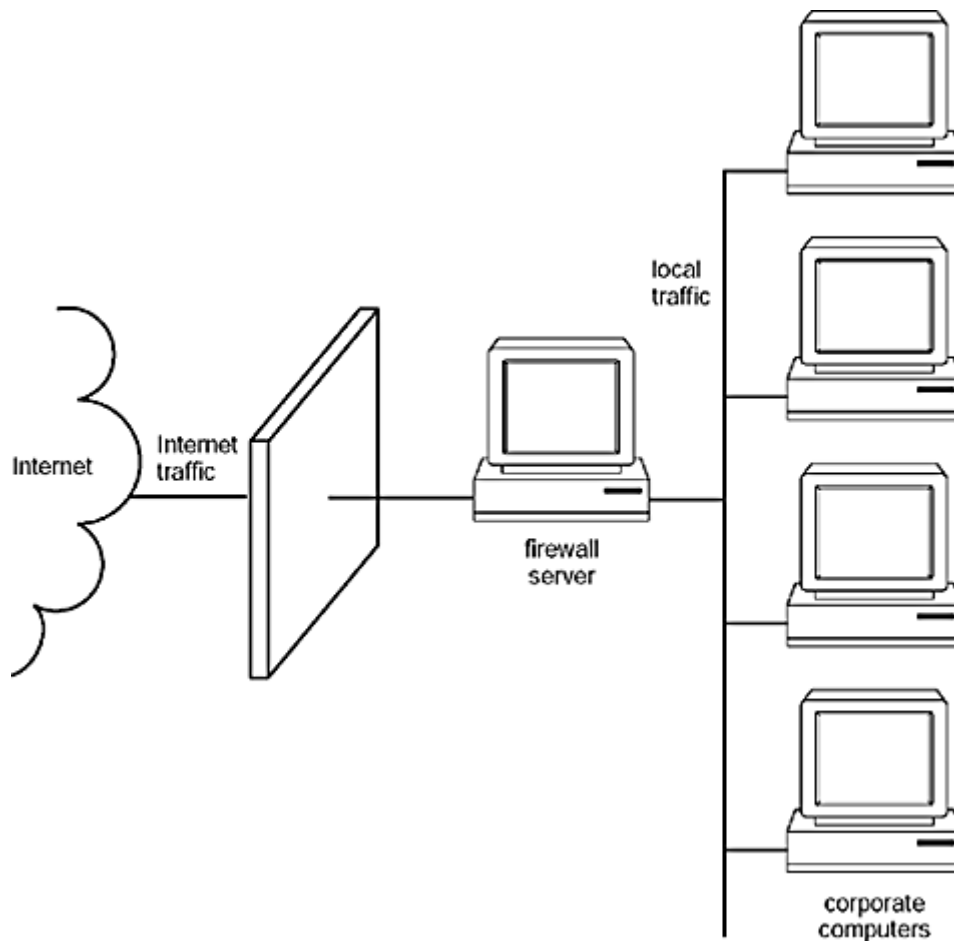 Internet
Internet
traffic
firewall
server
local
traffic
corporate
computers